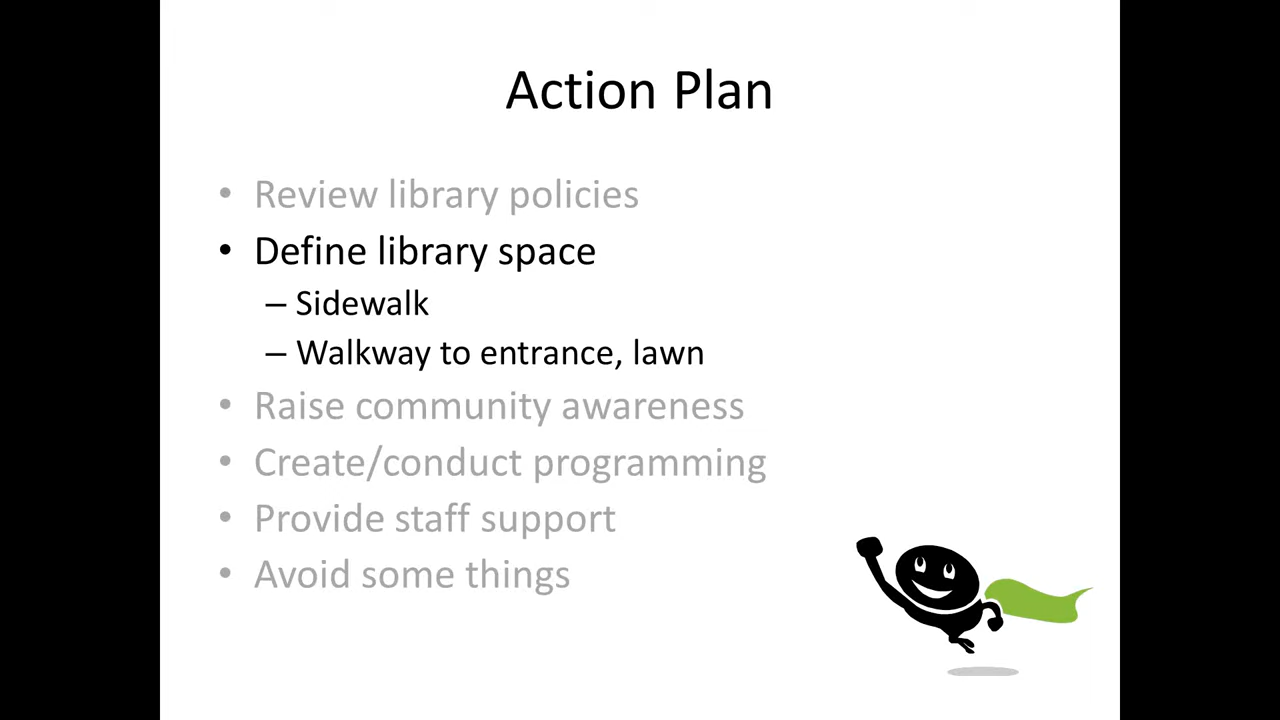 Action Plan
• Review library policies
• Define library space
– Sidewalk
– Walkway to entrance, lawn
• Raise community awareness
• Create/conduct programming
• Provide staff support
• Avoid some things